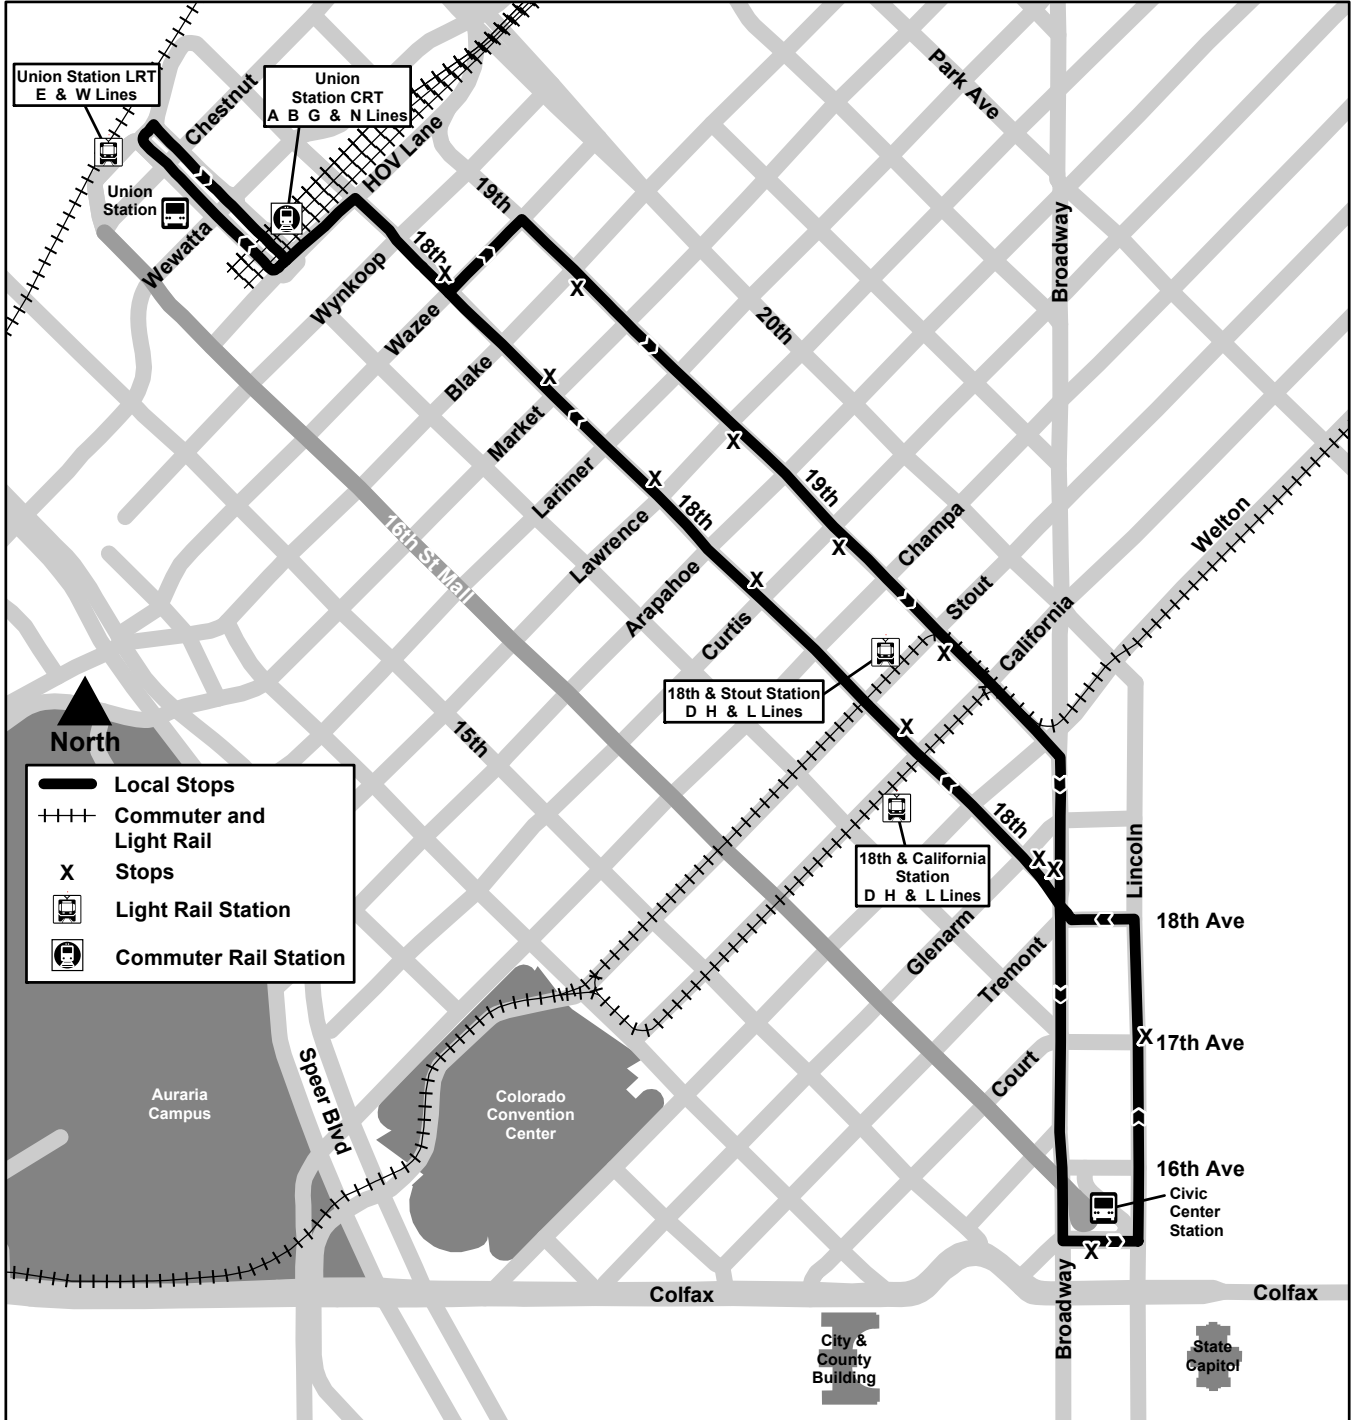 Park Ave
Union Station LRT
E & W Lines
Chestnut
Union
Station CRT
A B G & N Lines
HOV Lane
Union
Station
Wewatta
19th
18th
Broadway
Wynkoop
Wazee
20th
Blake
Market
Larimer
19th
18th
Lawrence
Champa
Welton
16th St Mall
Arapahoe
Stout
California
Curtis
18th & Stout Station
D H & L Lines
15th
North
Local Stops
Commuter and
Light Rail
X Stops
Light Rail Station
Commuter Rail Station
18th
18th & California
Station
D H & L Lines
Lincoln
18th Ave
Glenarm
Tremont
17th Ave
Court
Speer Blvd
Auraria
Campus
Colorado
Convention
Center
16th Ave
Civic
Center
Station
Colfax
Broadway
Colfax
City &
County
Building
State
Capitol
X
X
X
X
X
X
X
X
X
X
X
X
X
X